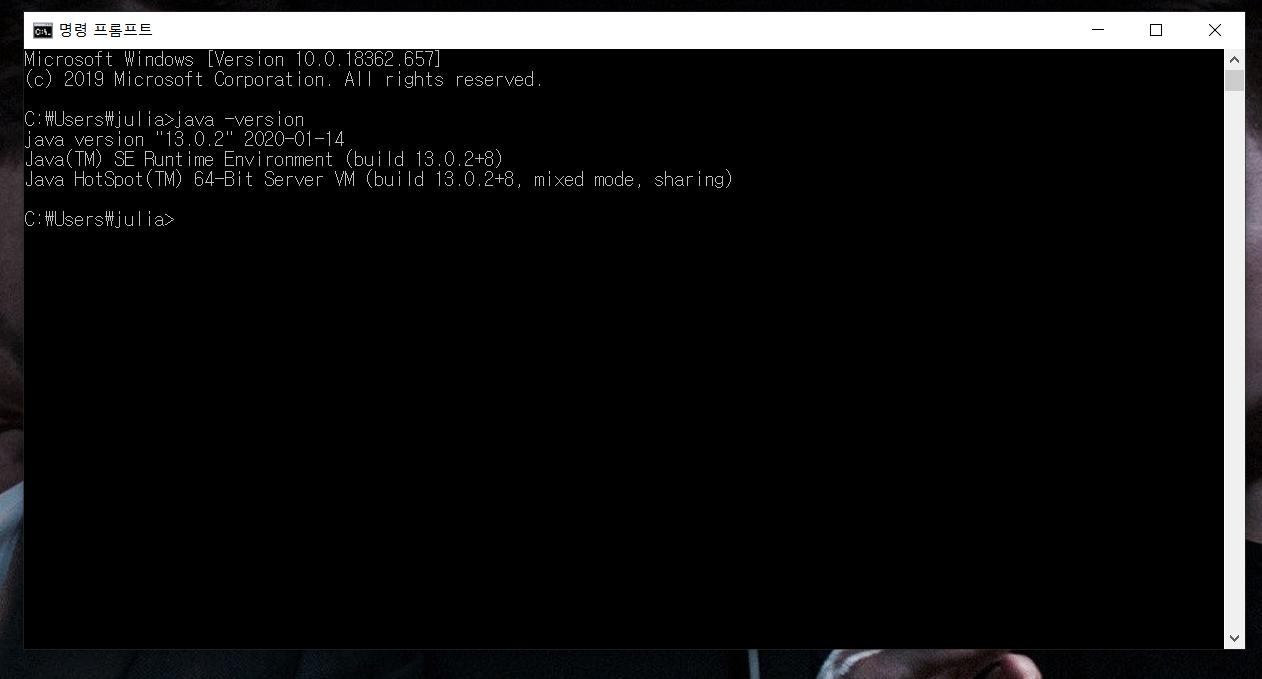 명령 프롬프트
Microsoft Windows [Version 10.0.18362.657]
(c) 2019 Microsoft Corporation. All rights reserved.
C:₩Users₩julia>java -version
java version "13.0.2" 2020-01-14
Java(TM) SE Runtime Environment (build 13.0.2+8)
Java HotSpot(TM) 64-Bit Server VM (build 13.0.2+8, mixed mode, sharing)
C:₩Users₩julia>